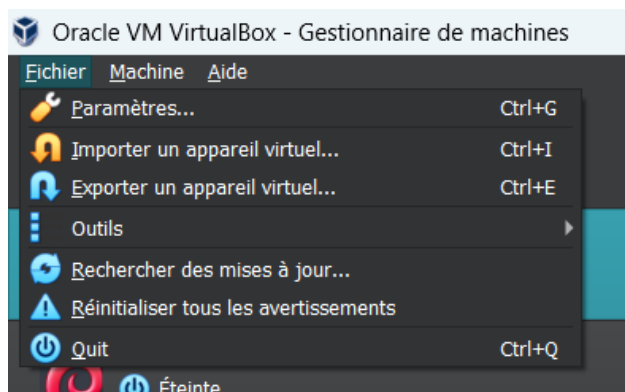 Oracle VM VirtualBox - Gestionnaire de machines
Fichier Machine Aide
Paramètres... Ctrl+G
Importer un appareil virtuel... Ctrl+I
Exporter un appareil virtuel... Ctrl+E
Outils
Rechercher des mises à jour...
Réinitialiser tous les avertissements
Quit Ctrl+Q
Éteinte